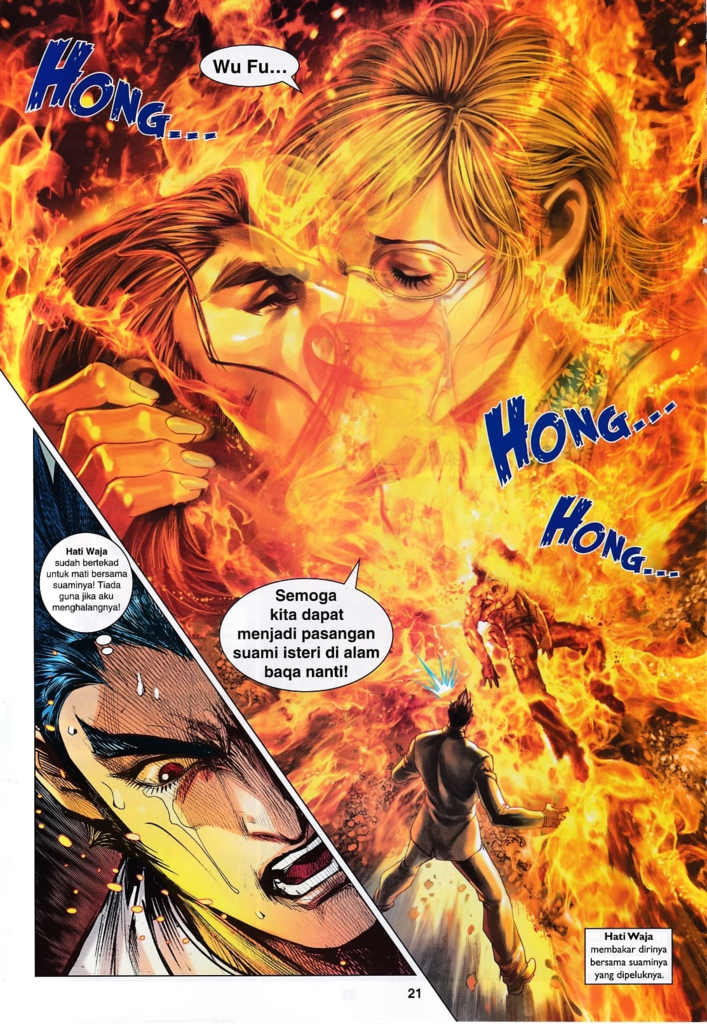 Wu Fu...
HONG...
HONG...
HONG...
Hati Waja
sudah bertekad
untuk mati bersama
suaminya! Tiada
guna jika aku
menghalangnya!
Semoga
kita dapat
menjadi pasangan
suami isteri di alam
baqa nanti!
Hati Waja
membakar dirinya
bersama suaminya
yang dipeluknya.
21